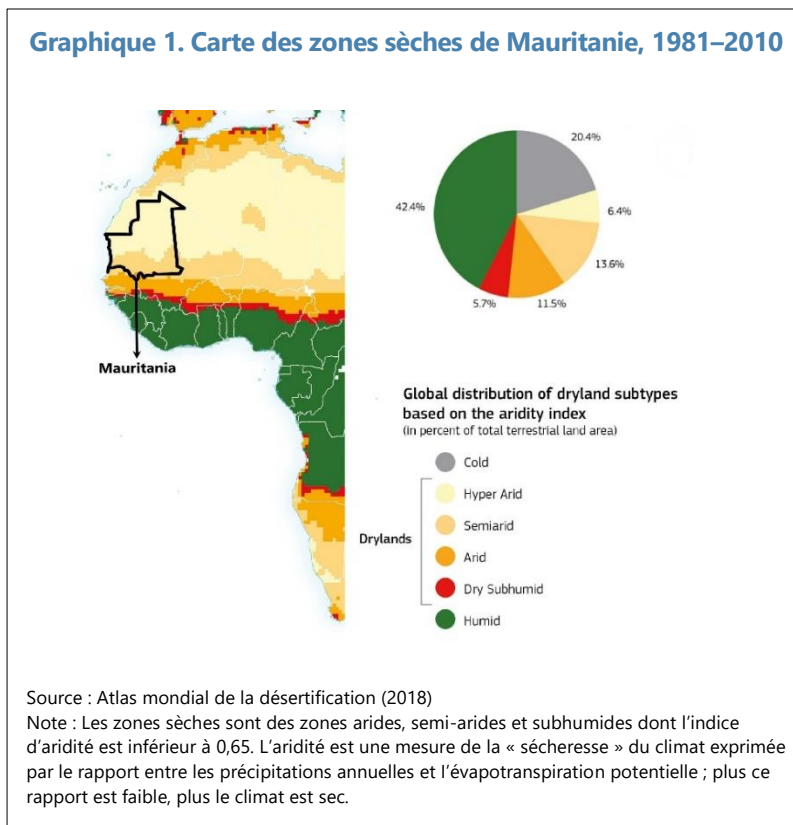 Graphique 1. Carte des zones sèches de Mauritanie, 1981–2010
20.4%
42.4%
6.4%
13.6%
5.7%
11.5%
Mauritania
Global distribution of dryland subtypes
based on the aridity index
(in percent of total terrestrial land area)
Cold
Hyper Arid
Semiarid
Drylands
Arid
Dry Subhumid
Humid
Source : Atlas mondial de la désertification (2018)
Note : Les zones sèches sont des zones arides, semi-arides et subhumides dont l’indice
d’aridité est inférieur à 0,65. L’aridité est une mesure de la « sécheresse » du climat exprimée
par le rapport entre les précipitations annuelles et l’évapotranspiration potentielle ; plus ce
rapport est faible, plus le climat est sec.